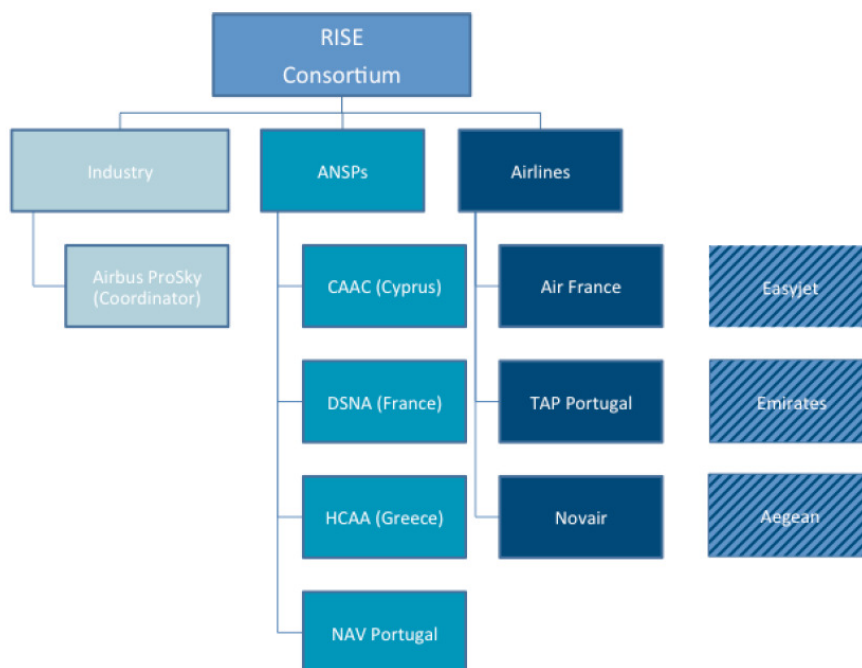 RISE
Consortium
Industry
ANSPs
Airlines
Airbus ProSky
(Coordinator)
CAAC (Cyprus)
Air France
Easyjet
DSNA (France)
TAP Portugal
Emirates
HCAA (Greece)
Novair
Aegean
NAV Portugal